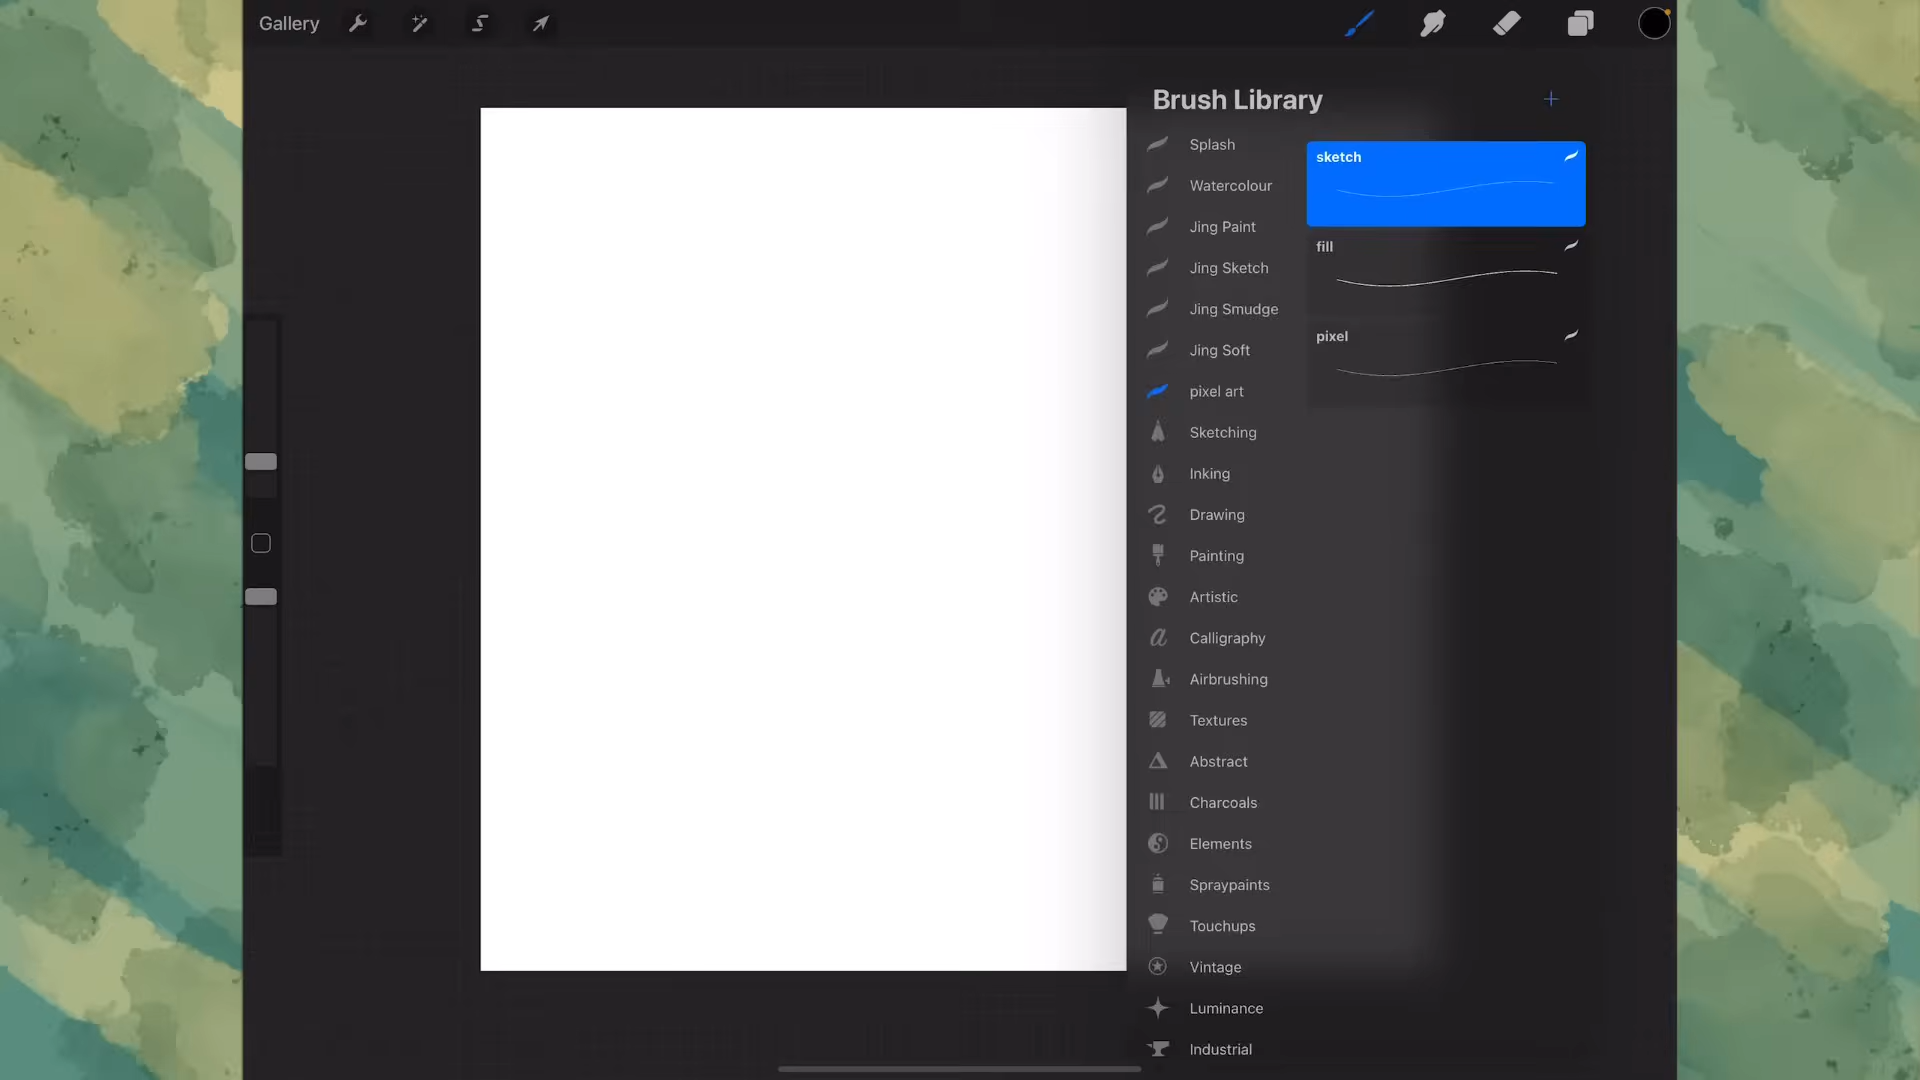 Gallery
Brush Library
Splash
Watercolour
Jing Paint
Jing Sketch
Jing Smudge
Jing Soft
pixel art
Sketching
Inking
Drawing
Painting
Artistic
Calligraphy
Airbrushing
Textures
Abstract
Charcoals
Elements
Spraypaints
Touchups
Vintage
Luminance
Industrial
sketch
fill
pixel